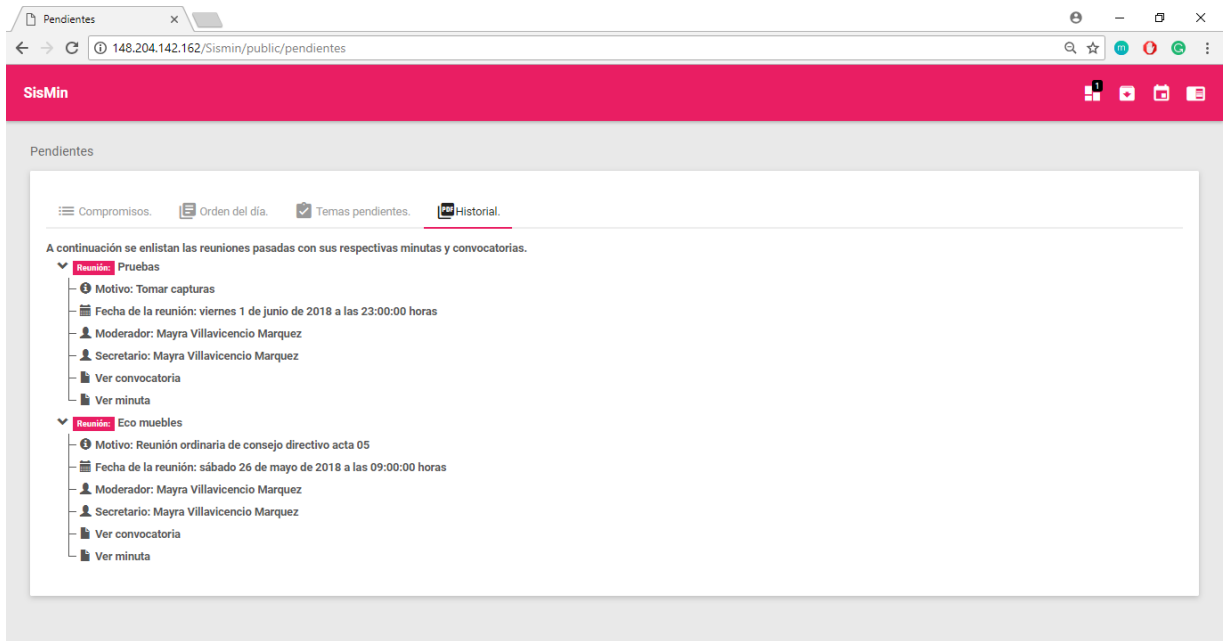 Pendientes
148.204.142.162/Sismin/public/pendientes
SisMin
1
Pendientes
Compromisos. Orden del día. Temas pendientes. PDF Historial.
A continuación se enlistan las reuniones pasadas con sus respectivas minutas y convocatorias.
Reunión: Pruebas
Motivo: Tomar capturas
Fecha de la reunión: viernes 1 de junio de 2018 a las 23:00:00 horas
Moderador: Mayra Villavicencio Marquez
Secretario: Mayra Villavicencio Marquez
Ver convocatoria
Ver minuta
Reunión: Eco muebles
Motivo: Reunión ordinaria de consejo directivo acta 05
Fecha de la reunión: sábado 26 de mayo de 2018 a las 09:00:00 horas
Moderador: Mayra Villavicencio Marquez
Secretario: Mayra Villavicencio Marquez
Ver convocatoria
Ver minuta